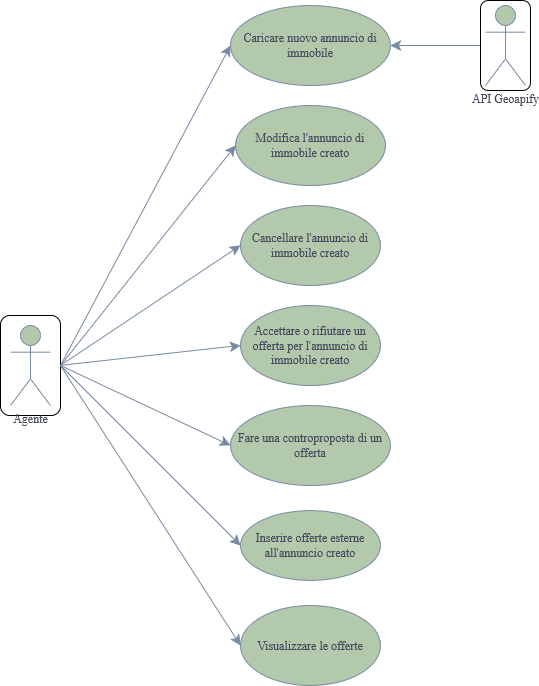 Caricare nuovo annuncio di
immobile
API Geoapify
Modifica l'annuncio di
immobile creato
Cancellare l'annuncio di
immobile creato
Accettare o rifiutare un
offerta per l'annuncio di
immobile creato
Agente
Fare una controproposta di un
offerta
Inserire offerte esterne
all'annuncio creato
Visualizzare le offerte